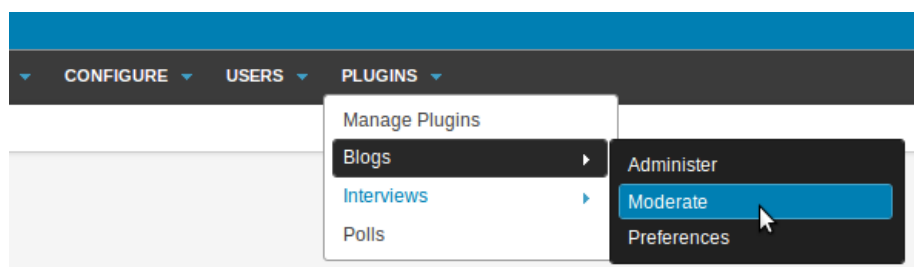 CONFIGURE USERS PLUGINS
Manage Plugins
Blogs
Interviews
Polls
Administer
Moderate
Preferences